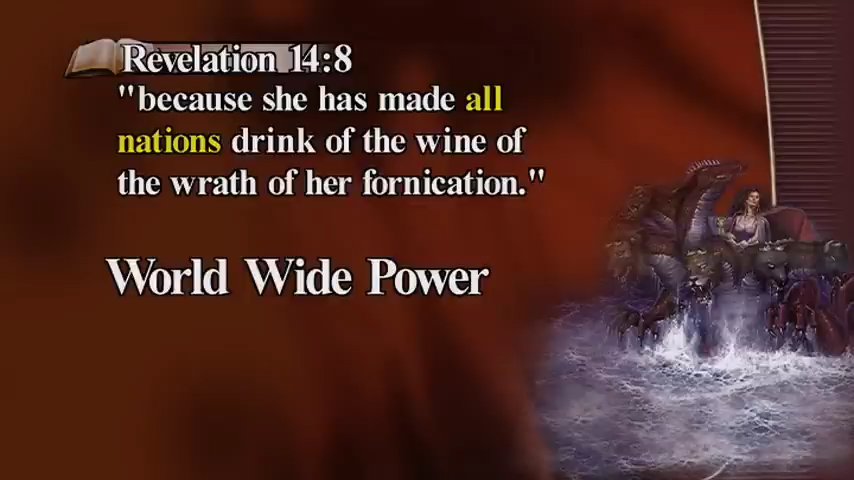 Revelation 14:8
"because she has made all
nations drink of the wine of
the wrath of her fornication."
World Wide Power